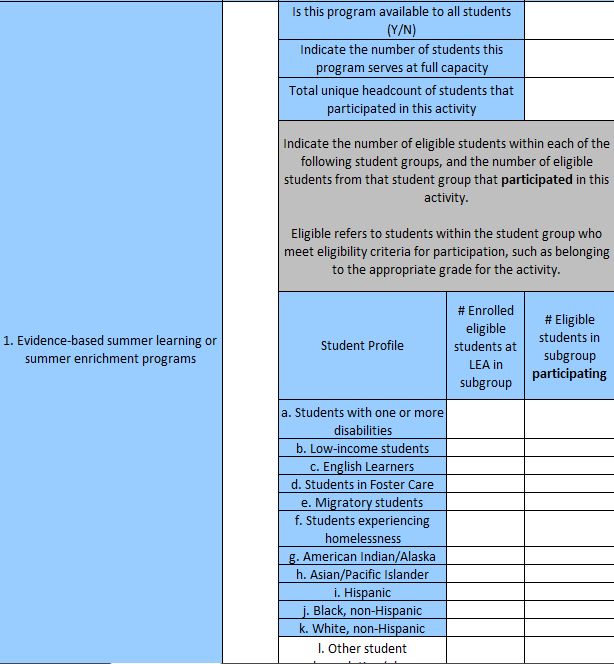 Is this program available to all students
(Y/N)
Indicate the number of students this
program serves at full capacity
Total unique headcount of students that
participated in this activity
Indicate the number of eligible students within each of the
following student groups, and the number of eligible
students from that student group that participated in this
activity.
Eligible refers to students within the student group who
meet eligibility criteria for participation, such as belonging
to the appropriate grade for the activity.
1. Evidence-based summer learning or
summer enrichment programs
Student Profile
# Enrolled
eligible
students at
LEA in
subgroup
# Eligible
students in
subgroup
participating
a. Students with one or more
disabilities
b. Low-income students
c. English Learners
d. Students in Foster Care
e. Migratory students
f. Students experiencing
homelessness
g. American Indian/Alaska
h. Asian/Pacific Islander
i. Hispanic
j. Black, non-Hispanic
k. White, non-Hispanic
l. Other student